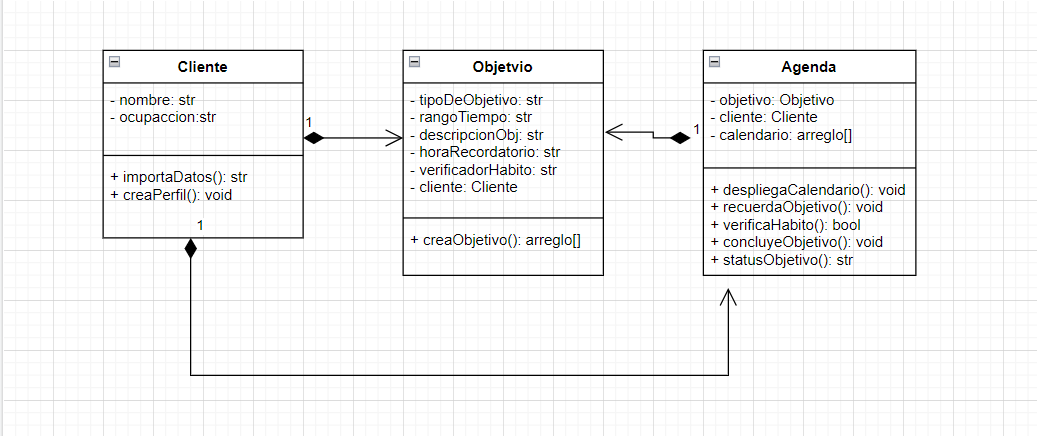 Cliente
- nombre: str
- ocupaccion:str
+ importaDatos(): str
+ creaPerfil(): void
1
1
Objetvio
- tipoDeObjetivo: str
- rangoTiempo: str
- descripcionObj: str
- horaRecordatorio: str
- verificadorHabito: str
- cliente: Cliente
+ creaObjetivo(): arreglo[]
1
Agenda
- objetivo: Objetivo
- cliente: Cliente
- calendario: arreglo[]
+ despliegaCalendario(): void
+ recuerdaObjetivo(): void
+ verificaHabito(): bool
+ concluyeObjetivo(): void
+ statusObjetivo(): str